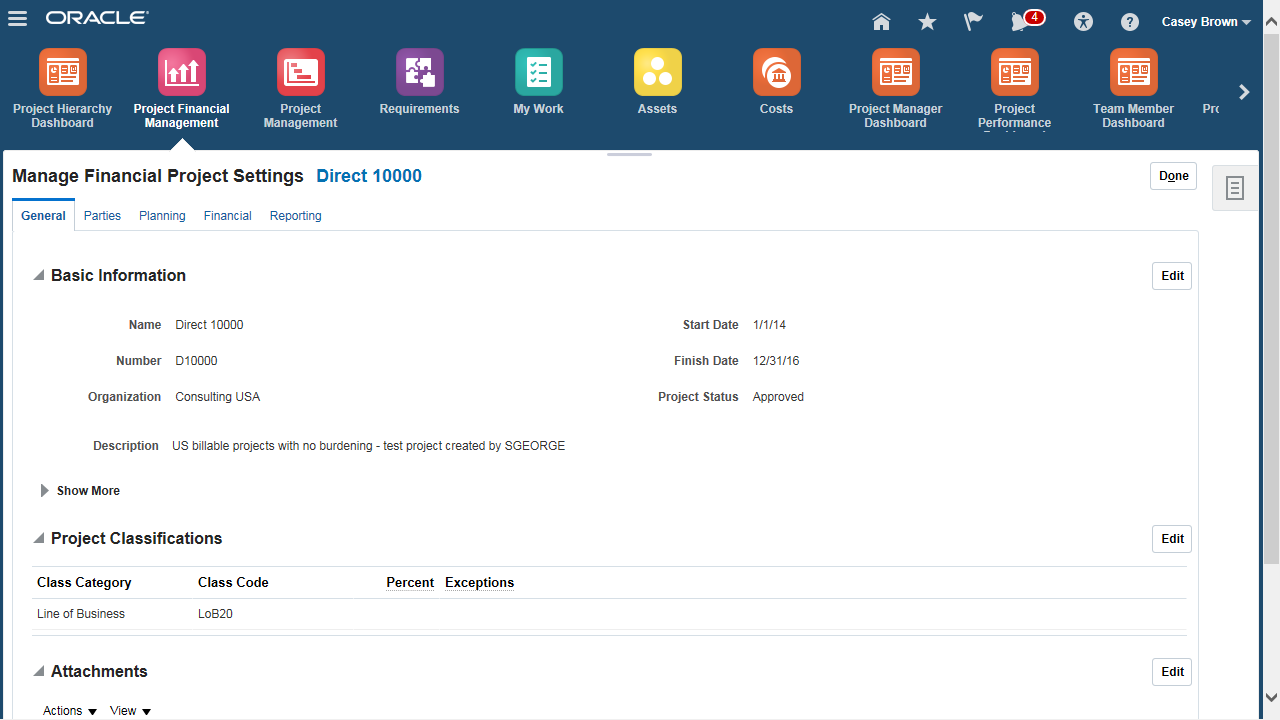 ORACLE®
4
Casey Brown
Project Hierarchy Dashboard
Project Financial Management
Project Management
Requirements
My Work
Assets
Costs
Project Manager Dashboard
Project Performance
Team Member Dashboard
Manage Financial Project Settings Direct 10000
Done
General Parties Planning Financial Reporting
Basic Information
Edit
Name Direct 10000
Start Date 1/1/14
Number D10000
Finish Date 12/31/16
Organization Consulting USA
Project Status Approved
Description US billable projects with no burdening - test project created by SGEORGE
Show More
Project Classifications
Edit
Class Category Class Code Percent Exceptions
Line of Business LoB20
Attachments
Edit
Actions View